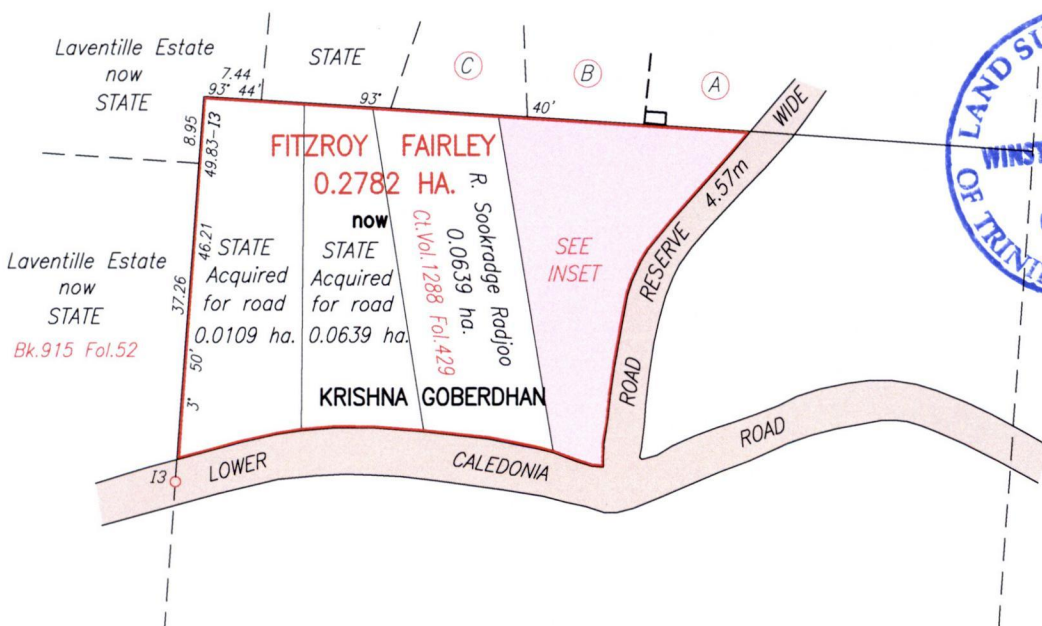 Laventille Estate
now
STATE
7.44
93° 44'
STATE
93°
C
B
A
40'
WIDE
8.95
49.83-I3
FITZROY FAIRLEY
0.2782 HA.
now
R. Sookradge Radjoo
0.0639 ha.
Ct.Vol.1288 Fol.429
4.57m
RESERVE
ROAD
SEE
INSET
46.21
37.26
50'
3°
STATE
Acquired
for road
0.0109 ha.
STATE
Acquired
for road
0.0639 ha.
Laventille Estate
now
STATE
Bk.915 Fol.52
KRISHNA GOBERDHAN
I3
LOWER CALEDONIA ROAD
LAND
WINST
OF